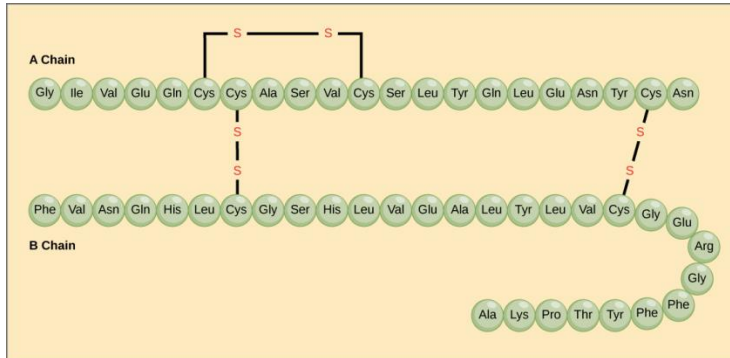 S S
A Chain
Gly Ile Val Glu Gln Cys Cys Ala Ser Val Cys Ser Leu Tyr Gln Leu Glu Asn Tyr Cys Asn
S S
S S
Phe Val Asn Gln His Leu Cys Gly Ser His Leu Val Glu Ala Leu Tyr Leu Val Cys Gly Glu
B Chain
Arg
Gly
Ala Lys Pro Thr Tyr Phe Phe